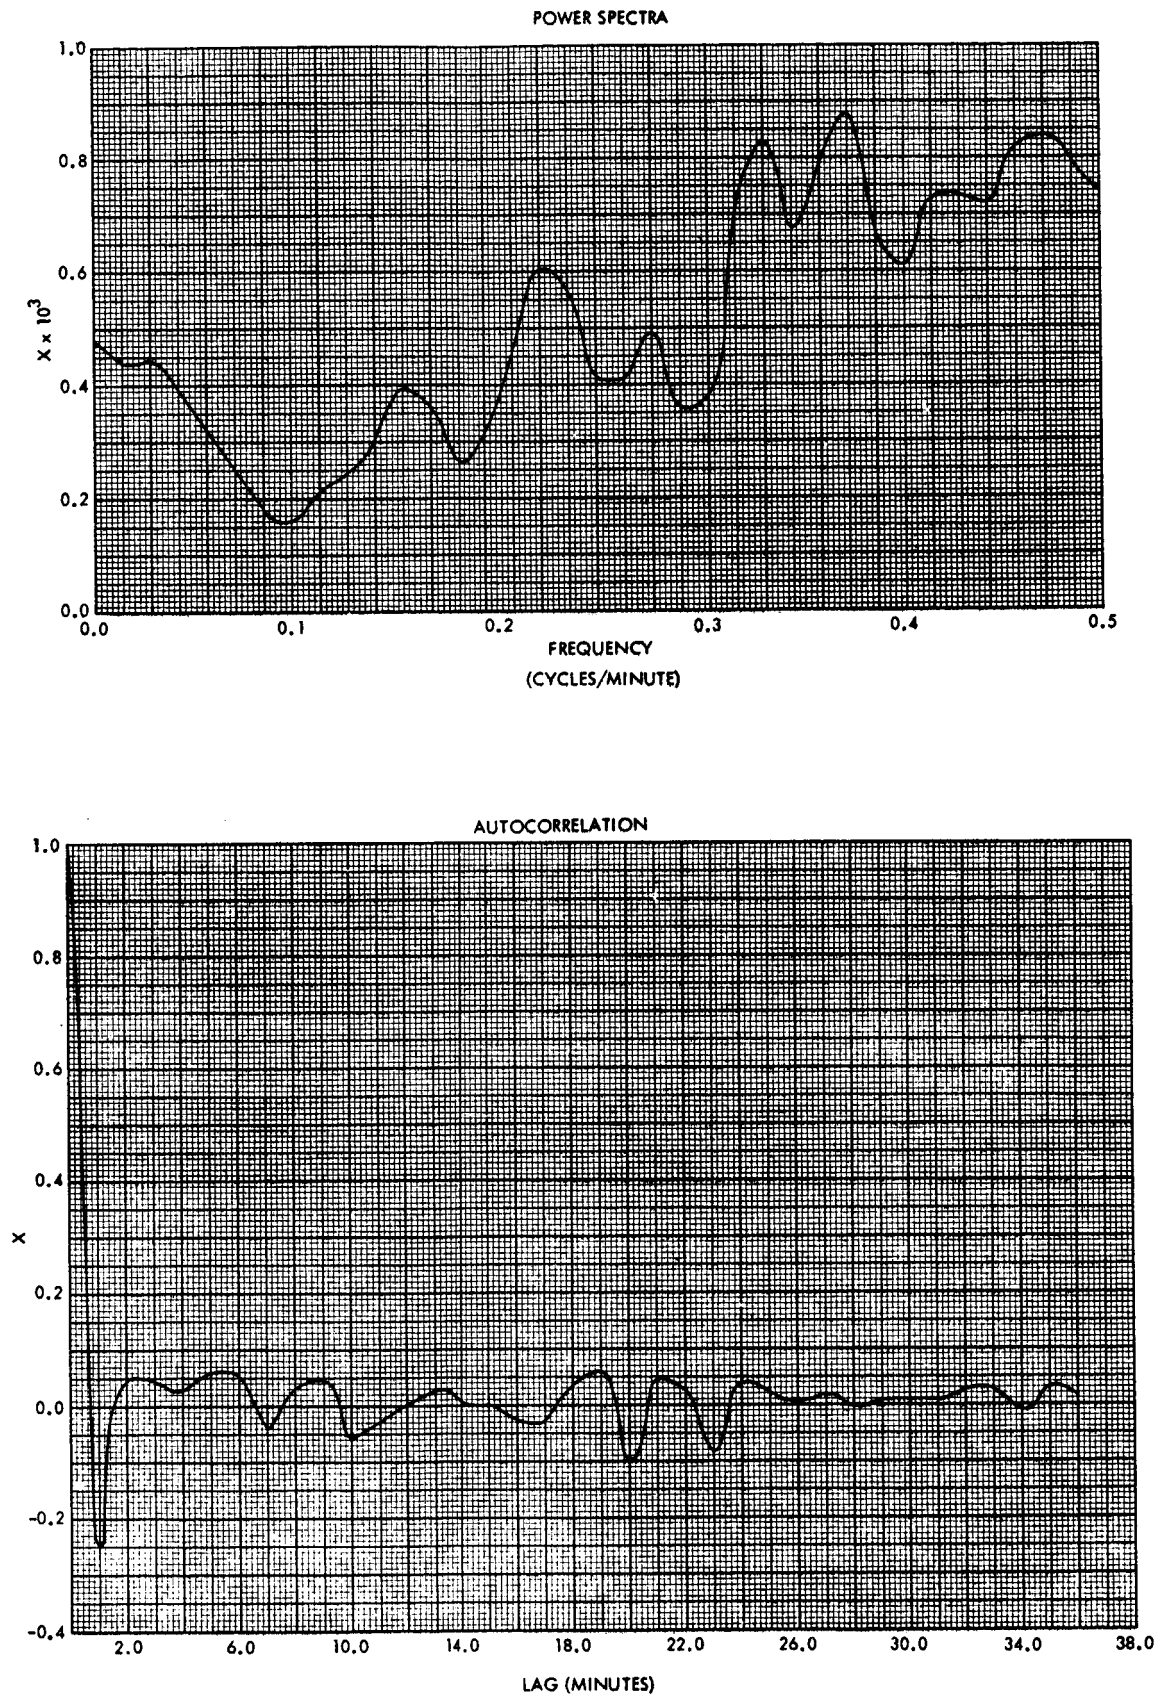 POWER SPECTRA
1.0
0.8
0.6
0.4
0.2
0.0
X x 10³
0.0 0.1 0.2 0.3 0.4 0.5
FREQUENCY
(CYCLES/MINUTE)
AUTOCORRELATION
1.0
0.8
0.6
0.4
0.2
0.0
-0.2
-0.4
X
2.0 6.0 10.0 14.0 18.0 22.0 26.0 30.0 34.0 38.0
LAG (MINUTES)